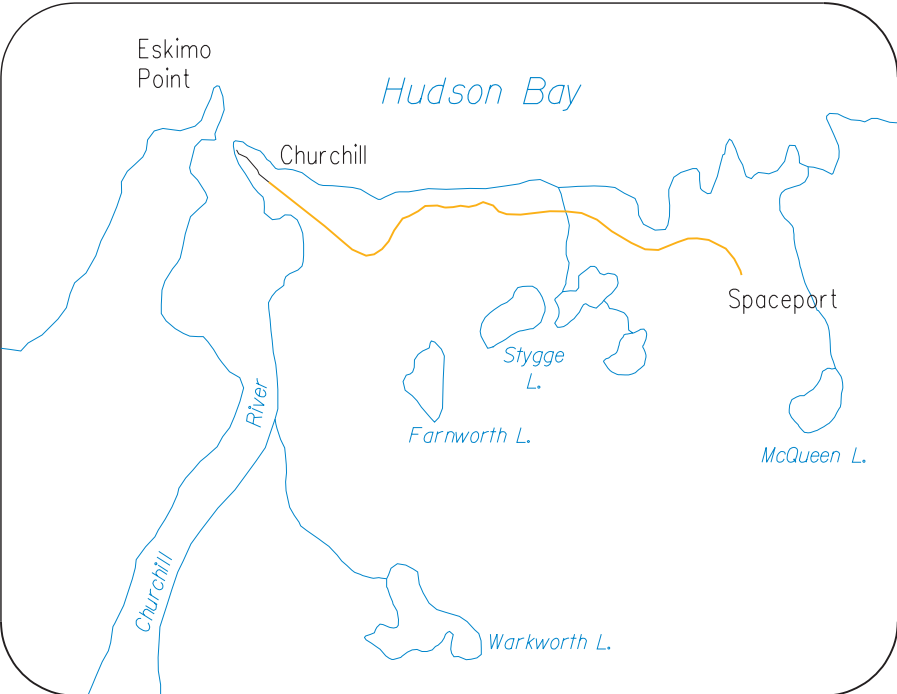 Eskimo
Point
Hudson Bay
Churchill
Spaceport
Stygge
L.
River
Farnworth L.
McQueen L.
Churchill
Warkworth L.